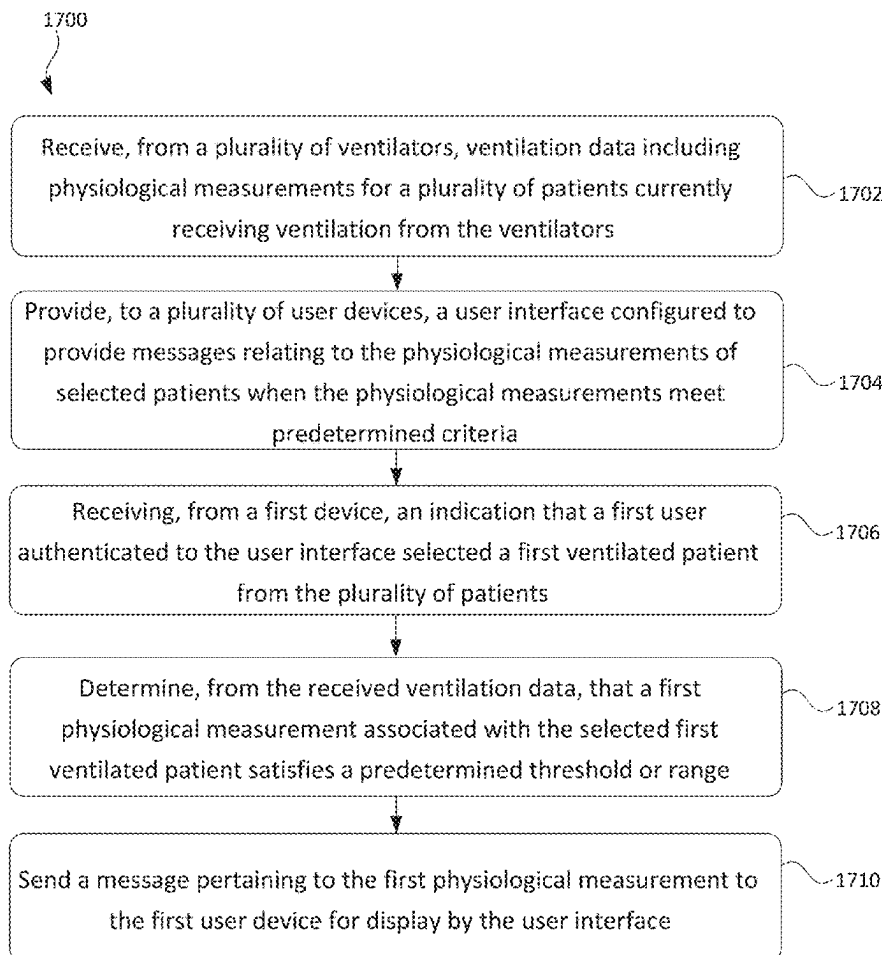 1700
Receive, from a plurality of ventilators, ventilation data including
physiological measurements for a plurality of patients currently
receiving ventilation from the ventilators
1702
Provide, to a plurality of user devices, a user interface configured to
provide messages relating to the physiological measurements of
selected patients when the physiological measurements meet
predetermined criteria
1704
Receiving, from a first device, an indication that a first user
authenticated to the user interface selected a first ventilated patient
from the plurality of patients
1706
Determine, from the received ventilation data, that a first
physiological measurement associated with the selected first
ventilated patient satisfies a predetermined threshold or range
1708
Send a message pertaining to the first physiological measurement to
the first user device for display by the user interface
1710